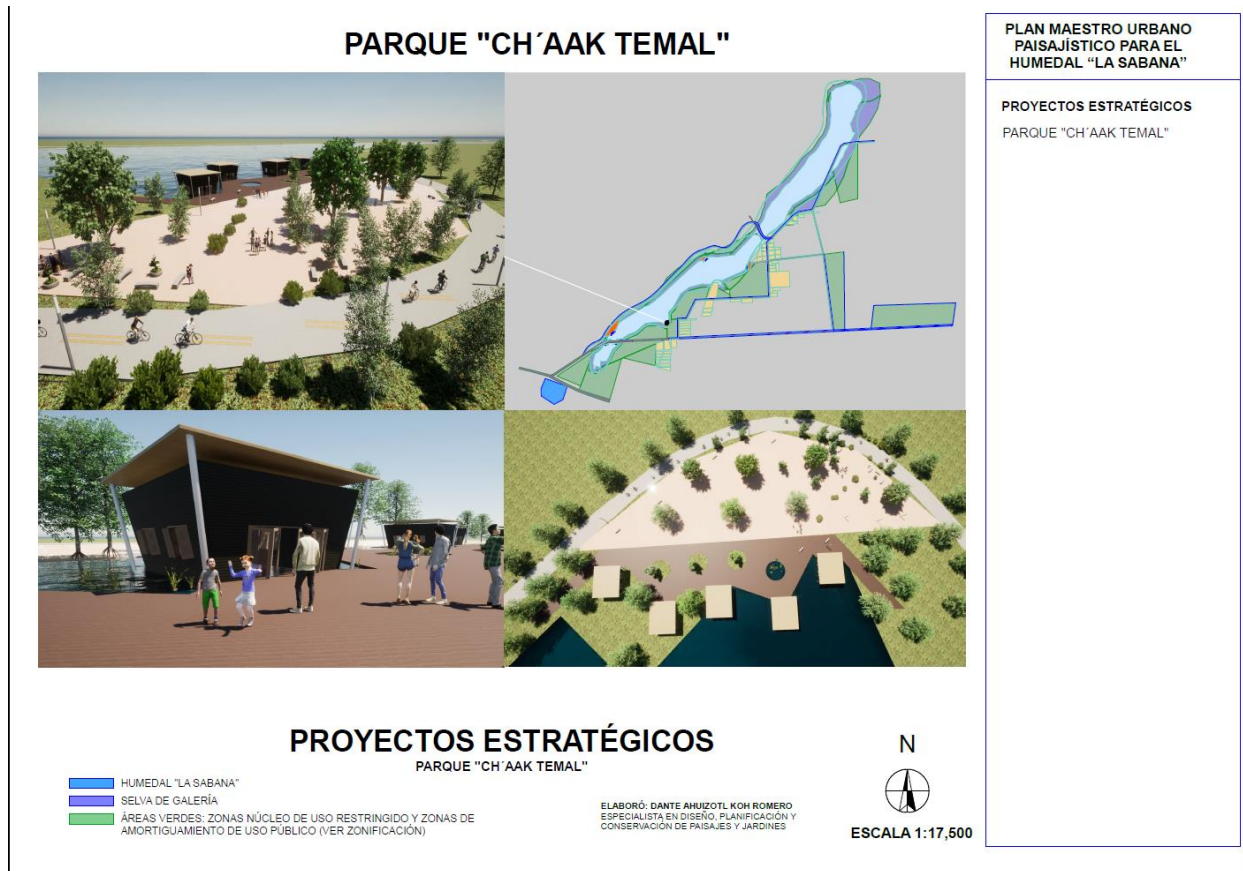 PARQUE "CH´AAK TEMAL"
PLAN MAESTRO URBANO
PAISAJÍSTICO PARA EL
HUMEDAL “LA SABANA”
PROYECTOS ESTRATÉGICOS
PARQUE "CH´AAK TEMAL"
PROYECTOS ESTRATÉGICOS
PARQUE "CH´AAK TEMAL"
HUMEDAL "LA SABANA"
SELVA DE GALERÍA
ÁREAS VERDES: ZONAS NÚCLEO DE USO RESTRINGIDO Y ZONAS DE
AMORTIGUAMIENTO DE USO PÚBLICO (VER ZONIFICACIÓN)
ELABORÓ: DANTE AHUIZOTL KOH ROMERO
ESPECIALISTA EN DISEÑO, PLANIFICACIÓN Y
CONSERVACIÓN DE PAISAJES Y JARDINES
N
ESCALA 1:17,500